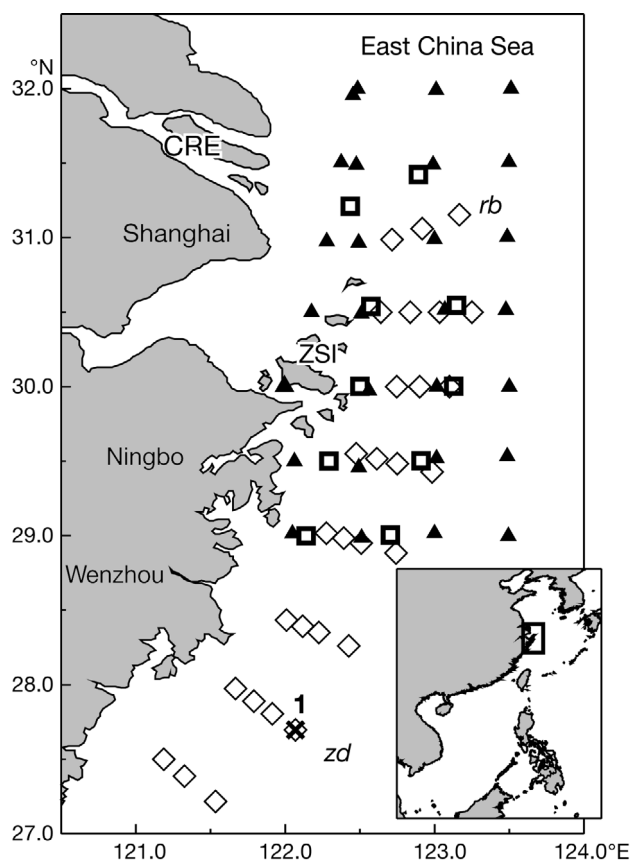 East China Sea
°N
32.0
CRE
rb
Shanghai
31.0
ZSI
30.0
Ningbo
29.0
Wenzhou
28.0
1
zd
27.0
121.0
122.0
123.0
124.0°E